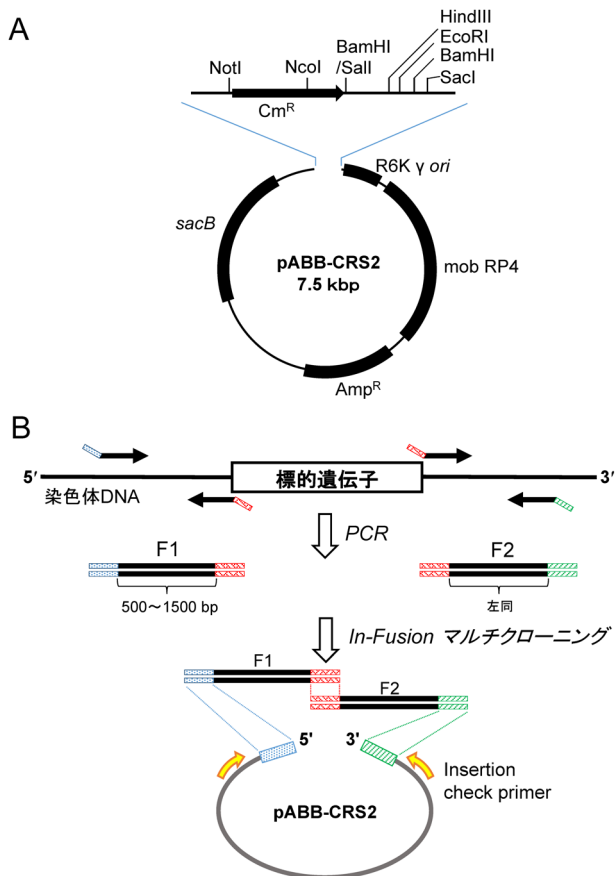 A
HindIII
EcoRI
BamHI
SacI
BamHI
/SalI
NotI
NcoI
CmR
R6K γ ori
sacB
mob RP4
pABB-CRS2
7.5 kbp
AmpR
B
5′
標的遺伝子
3′
染色体DNA
PCR
F1
F2
500～1500 bp
左同
In-Fusion マルチクローニング
F1
F2
5'
3'
Insertion
check primer
pABB-CRS2